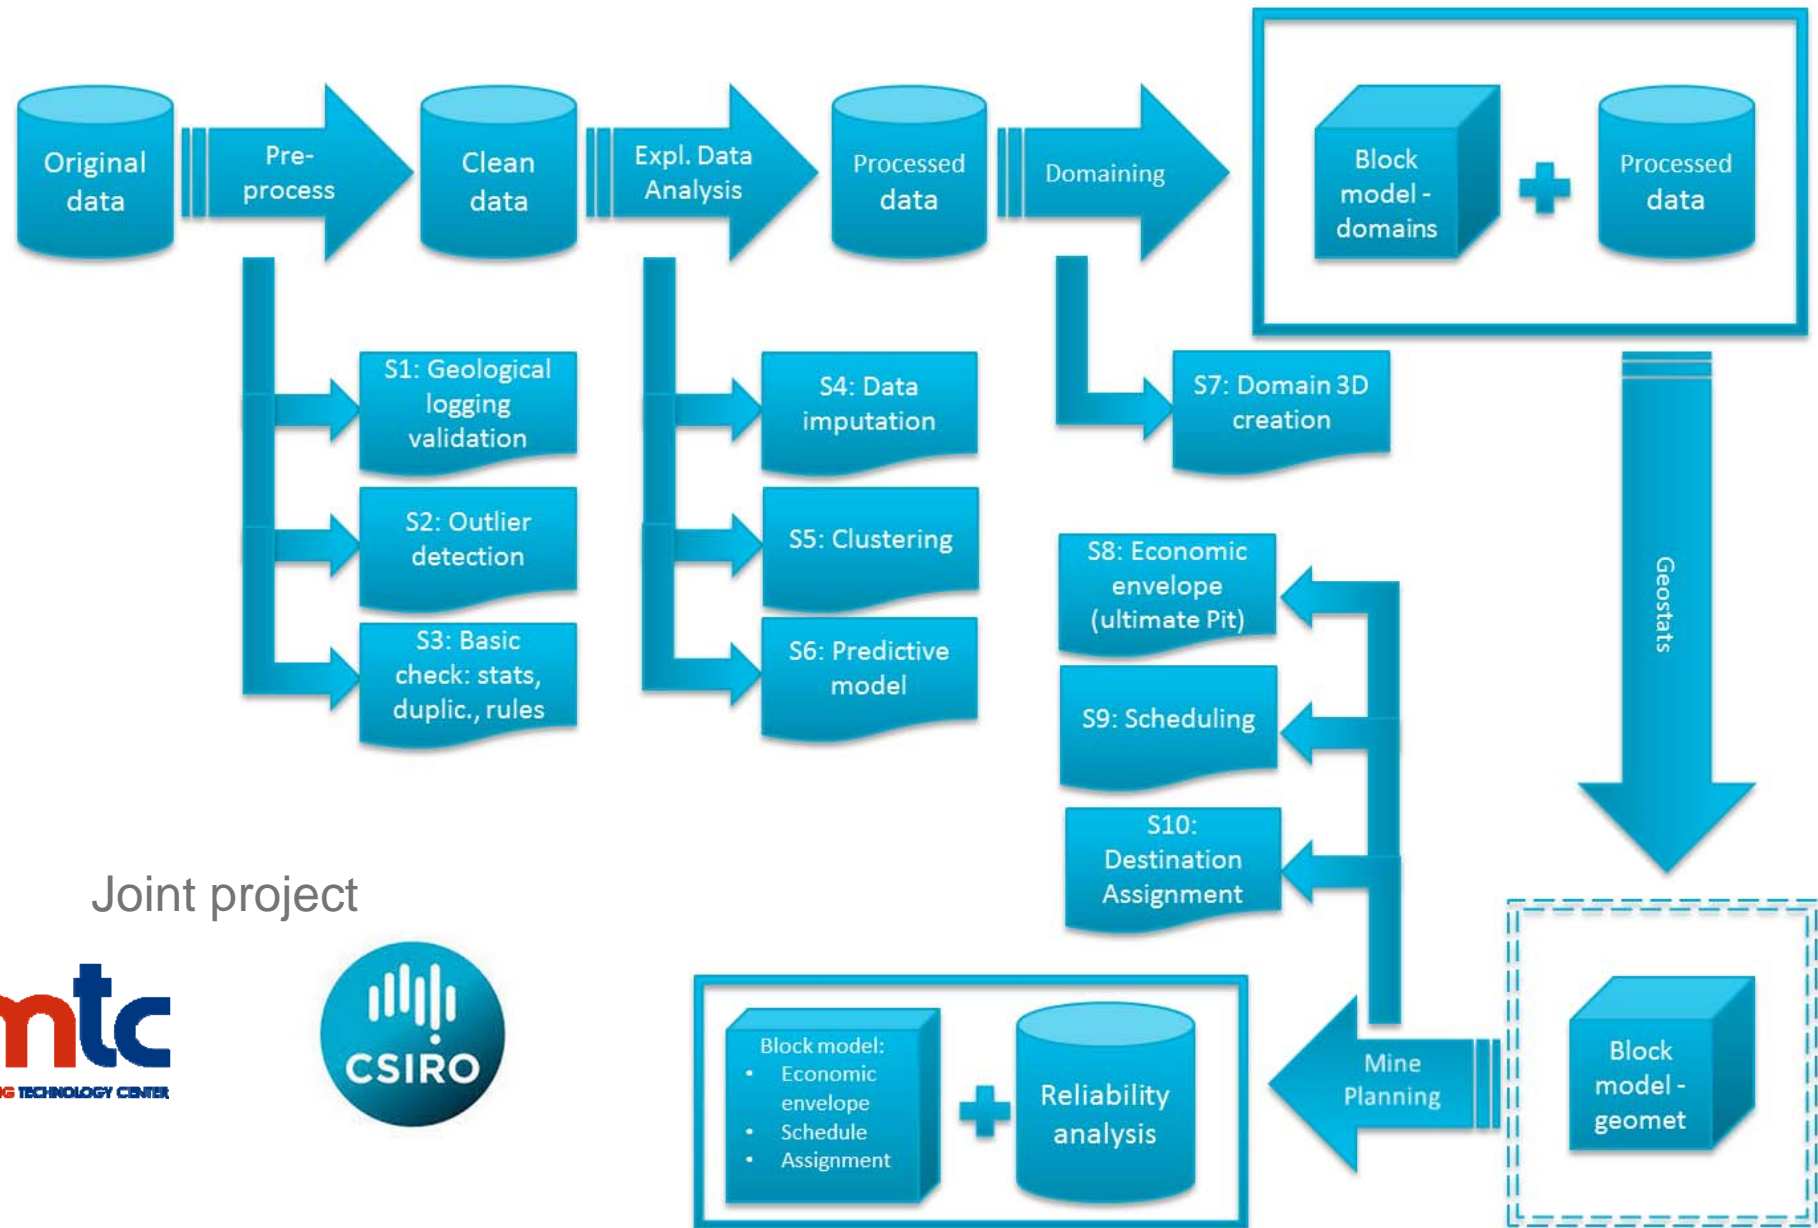 Original
data
Pre-
process
Clean
data
Expl. Data
Analysis
Processed
data
Domaining
Block
model -
domains
Processed
data
S1: Geological
logging
validation
S2: Outlier
detection
S3: Basic
check: stats,
duplic., rules
S4: Data
imputation
S5: Clustering
S6: Predictive
model
S7: Domain 3D
creation
Geostats
S8: Economic
envelope
(ultimate Pit)
S9: Scheduling
S10:
Destination
Assignment
Block
model -
geomet
Mine
Planning
Block model:
• Economic
envelope
• Schedule
• Assignment
Reliability
analysis
Joint project
mtc
TECHNOLOGY CENTER
CSIRO